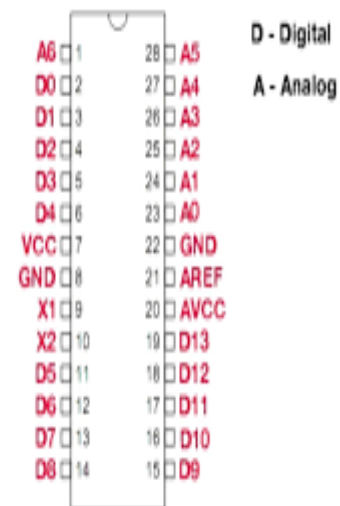 D - Digital
A - Analog
A6 1 28 A5
D0 2 27 A4
D1 3 26 A3
D2 4 25 A2
D3 5 24 A1
D4 6 23 A0
VCC 7 22 GND
GND 8 21 AREF
X1 9 20 AVCC
X2 10 19 D13
D5 11 18 D12
D6 12 17 D11
D7 13 16 D10
D8 14 15 D9